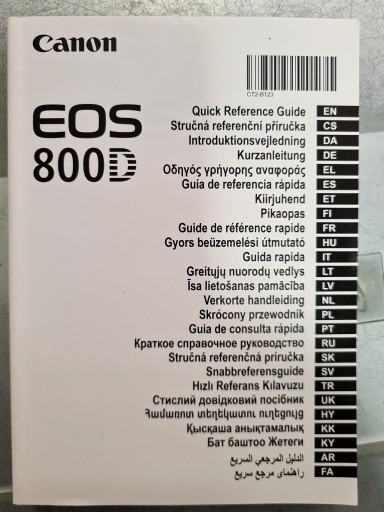 Canon
CT2-B123
EOS
800D
Quick Reference Guide EN
Stručná referenční příručka CS
Introduktionsvejledning DA
Kurzanleitung DE
Οδηγός γρήγορης αναφοράς EL
Guía de referencia rápida ES
Kiirjuhend ET
Pikaopas FI
Guide de référence rapide FR
Gyors beüzemelési útmutató HU
Guida rapida IT
Greitųjų nuorodų vedlys LT
Īsa lietošanas pamācība LV
Verkorte handleiding NL
Skrócony przewodnik PL
Guia de consulta rápida PT
Краткое справочное руководство RU
Stručná referenčná príručka SK
Snabbreferensguide SV
Hızlı Referans Kılavuzu TR
Стислий довідковий посібник UK
Համառոտ տեղեկատու ուղեցույց HY
Қысқаша анықтамалық KK
Бат баштоо Жетеги KY
الدليل المرجعي السريع AR
راهنمای مرجع سریع FA